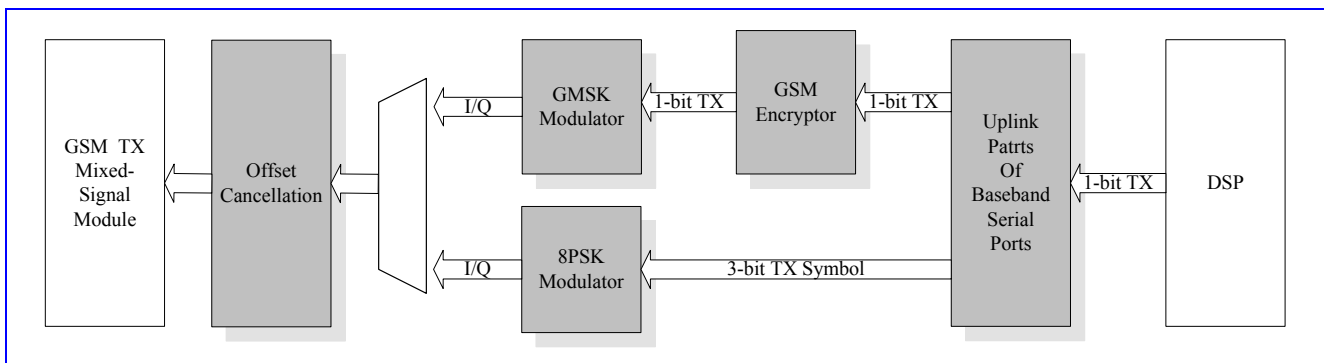 GSM TX
Mixed-
Signal
Module
Offset
Cancellation
I/Q
GMSK
Modulator
1-bit TX
GSM
Encryptor
1-bit TX
I/Q
8PSK
Modulator
3-bit TX Symbol
Uplink
Patrts
Of
Baseband
Serial
Ports
1-bit TX
DSP